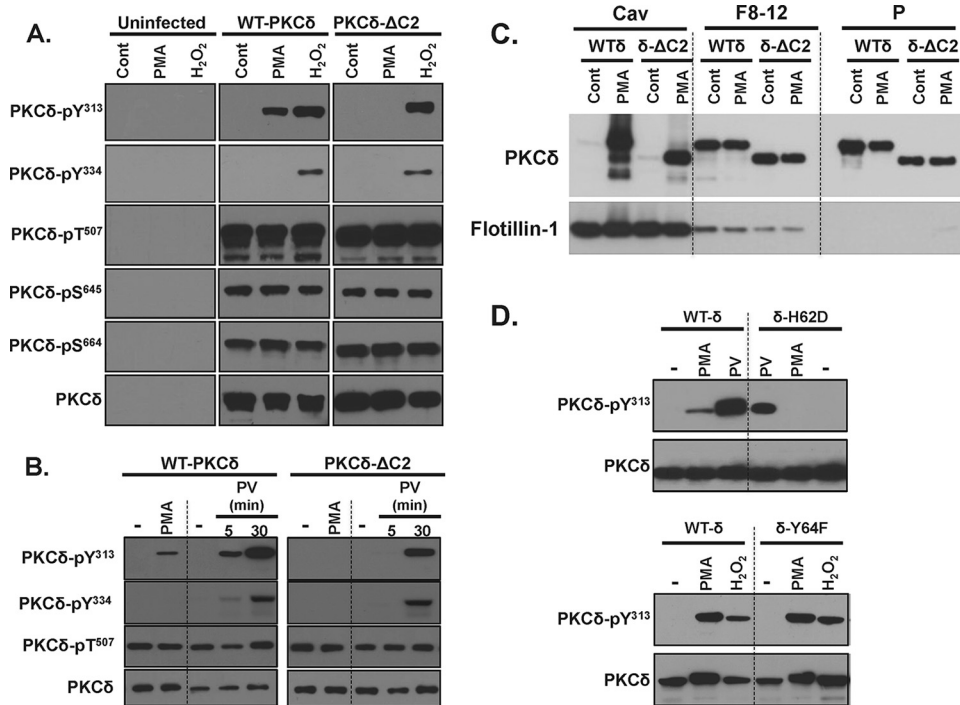 A.
Uninfected WT-PKCδ PKCδ-ΔC2
Cont PMA H2O2 Cont PMA H2O2 Cont PMA H2O2
PKCδ-pY313
PKCδ-pY334
PKCδ-pT507
PKCδ-pS645
PKCδ-pS664
PKCδ
B.
WT-PKCδ PKCδ-ΔC2
PV (min) PV (min)
- PMA - 5 30 - PMA - 5 30
PKCδ-pY313
PKCδ-pY334
PKCδ-pT507
PKCδ
C.
Cav F8-12 P
WTδ δ-ΔC2 WTδ δ-ΔC2 WTδ δ-ΔC2
Cont PMA Cont PMA Cont PMA Cont PMA Cont PMA Cont PMA
PKCδ
Flotillin-1
D.
WT-δ δ-H62D
- PMA PV PV PMA -
PKCδ-pY313
PKCδ
WT-δ δ-Y64F
- PMA H2O2 - PMA H2O2
PKCδ-pY313
PKCδ